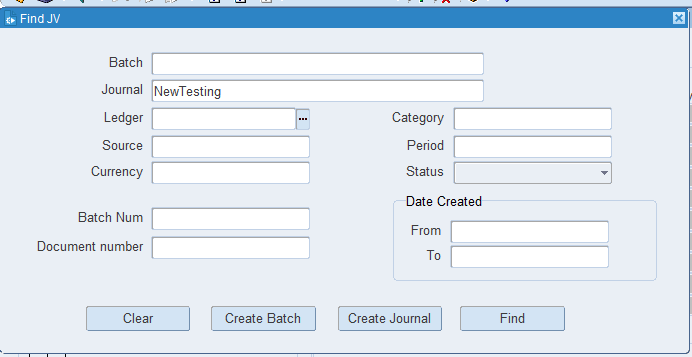 Find JV
Batch
Journal NewTesting
Ledger ... Category
Source Period
Currency Status
Date Created
Batch Num From
Document number To
Clear Create Batch Create Journal Find